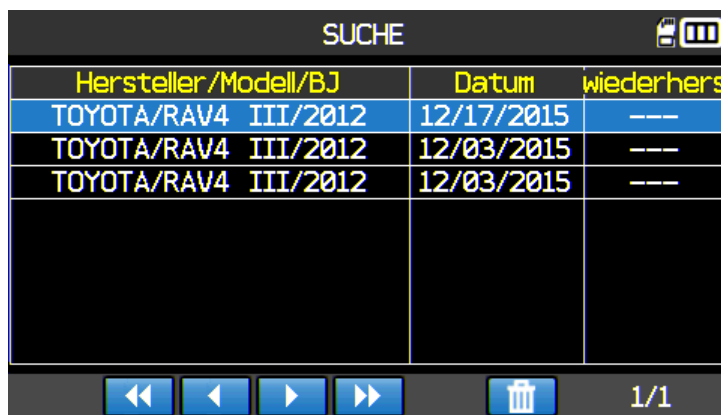 SUCHE
Hersteller/Modell/BJ Datum wiederhers
TOYOTA/RAV4 III/2012 12/17/2015 ---
TOYOTA/RAV4 III/2012 12/03/2015 ---
TOYOTA/RAV4 III/2012 12/03/2015 ---
1/1